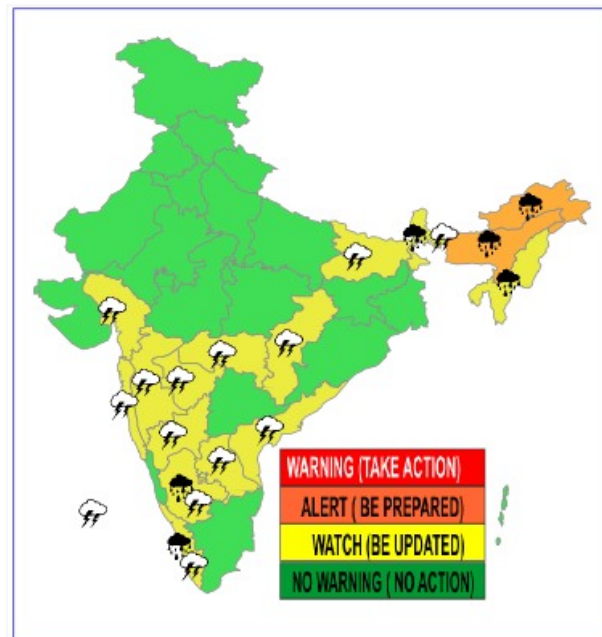 WARNING (TAKE ACTION)
ALERT ( BE PREPARED)
WATCH (BE UPDATED)
NO WARNING ( NO ACTION)